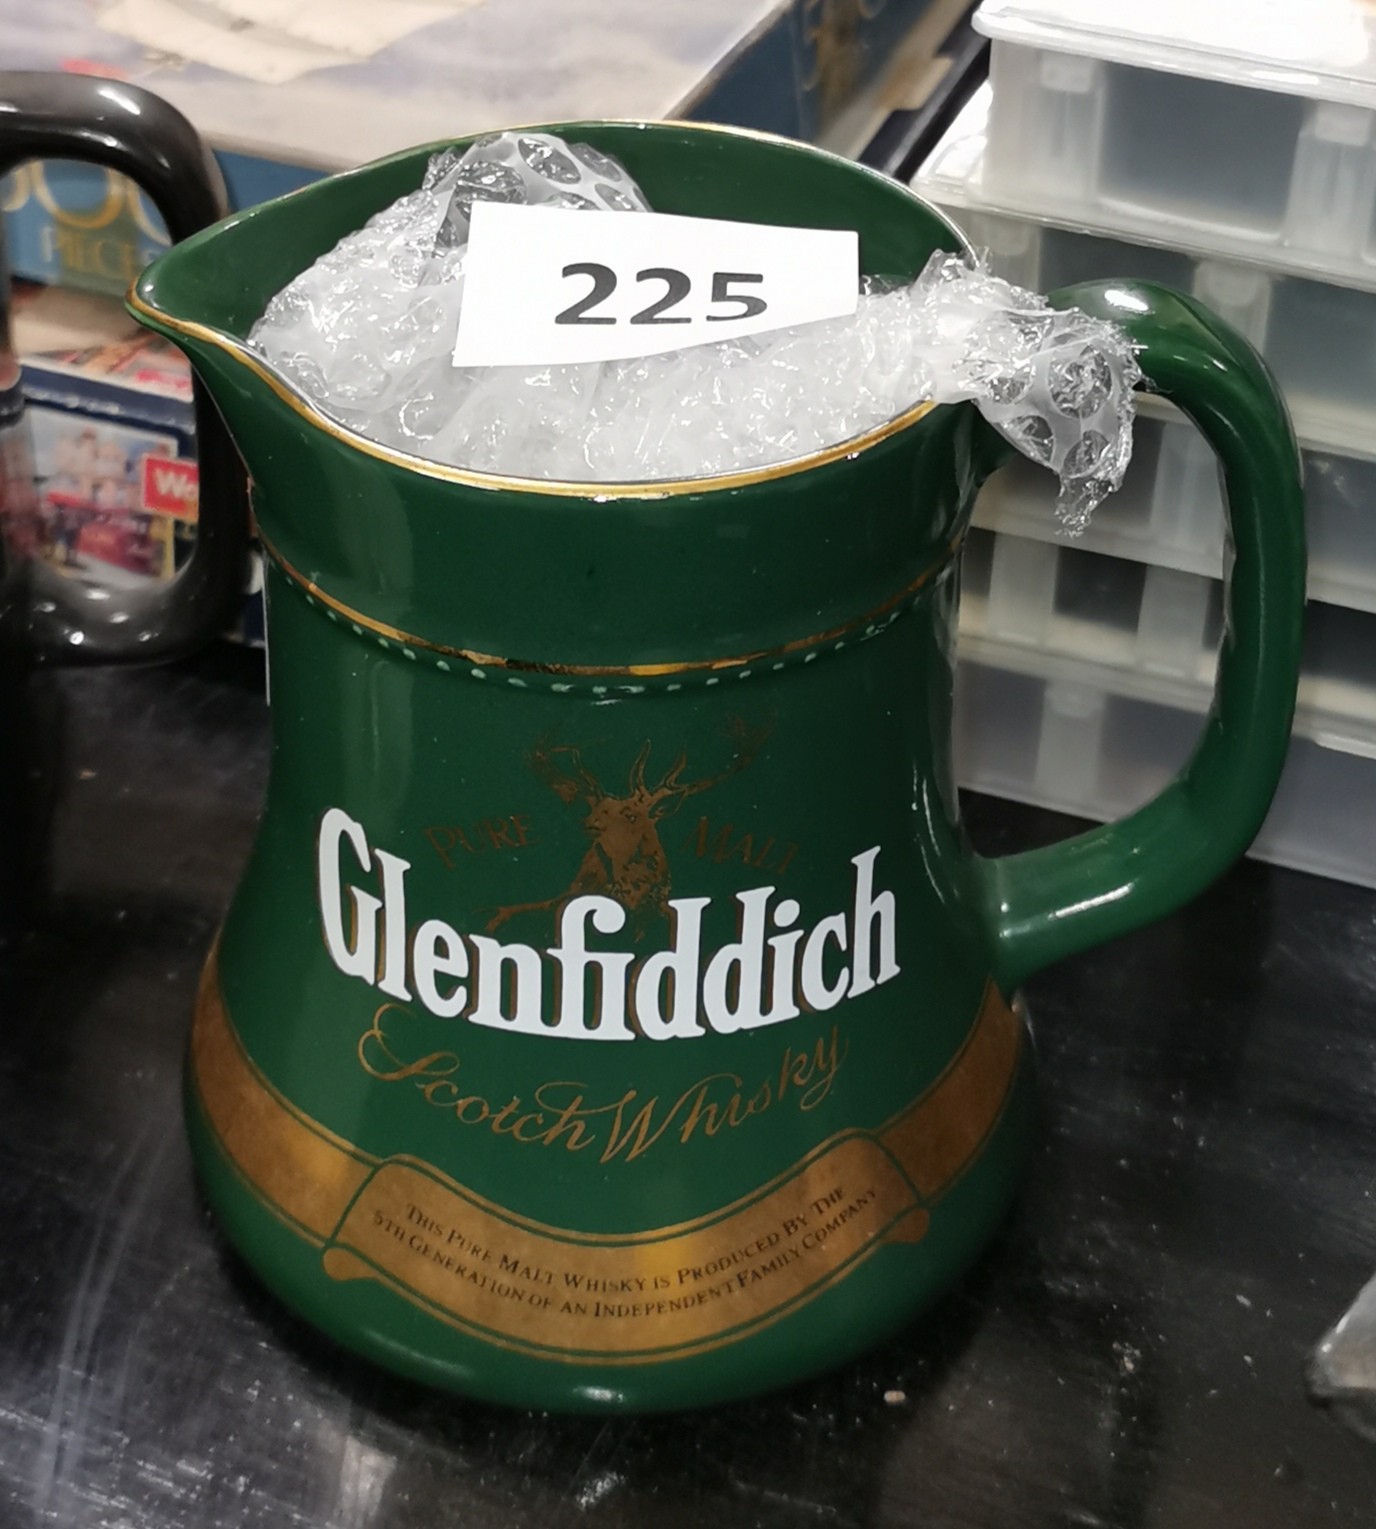 225
PURE MALT
Glenfiddich
Scotch Whisky
THIS PURE MALT WHISKY IS PRODUCED BY THE
5TH GENERATION OF AN INDEPENDENT FAMILY COMPANY
PIECE